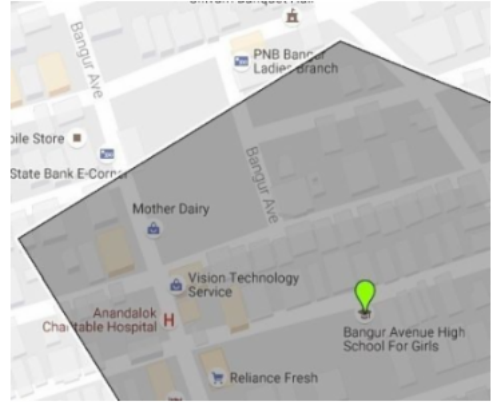 Bangur Ave
PNB Bangur
Ladies Branch
bile Store
State Bank E-Corner
Bangur Ave
Mother Dairy
Vision Technology
Service
Anandalok
Charitable Hospital
H
Bangur Avenue High
School For Girls
Reliance Fresh